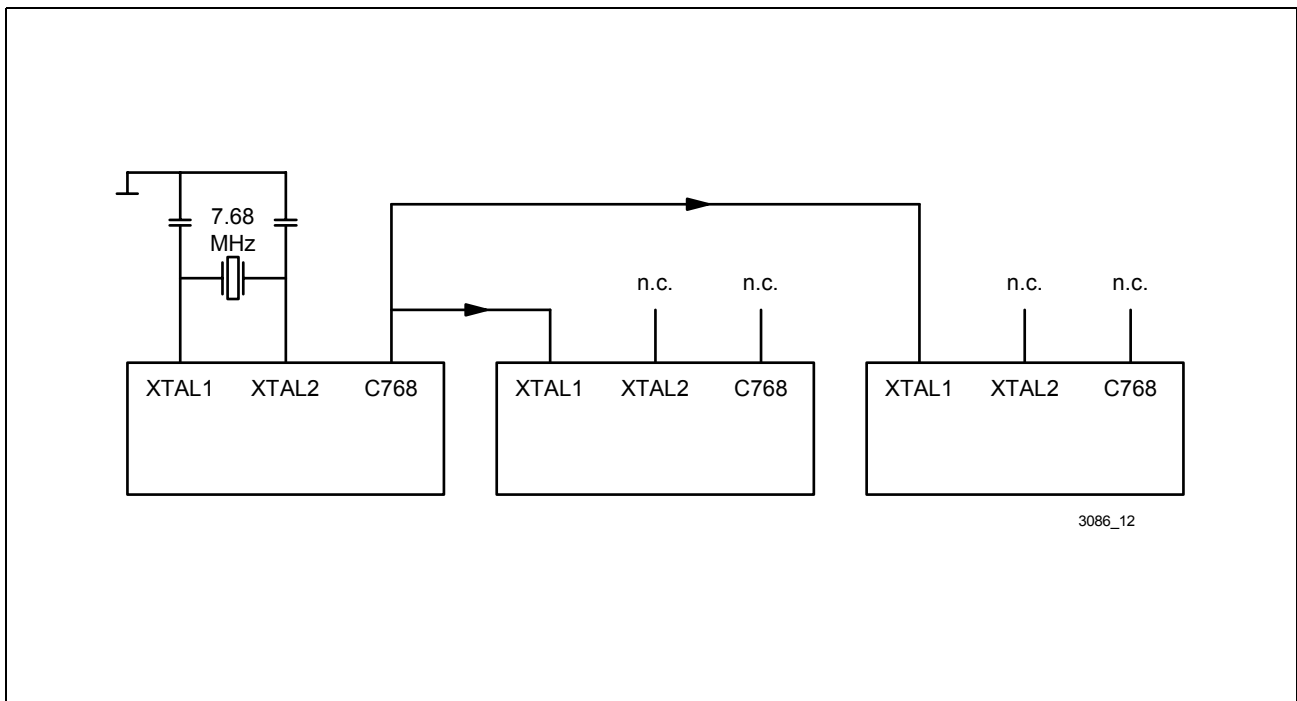 7.68
MHz
n.c. n.c. n.c. n.c.
XTAL1 XTAL2 C768 XTAL1 XTAL2 C768 XTAL1 XTAL2 C768
3086_12